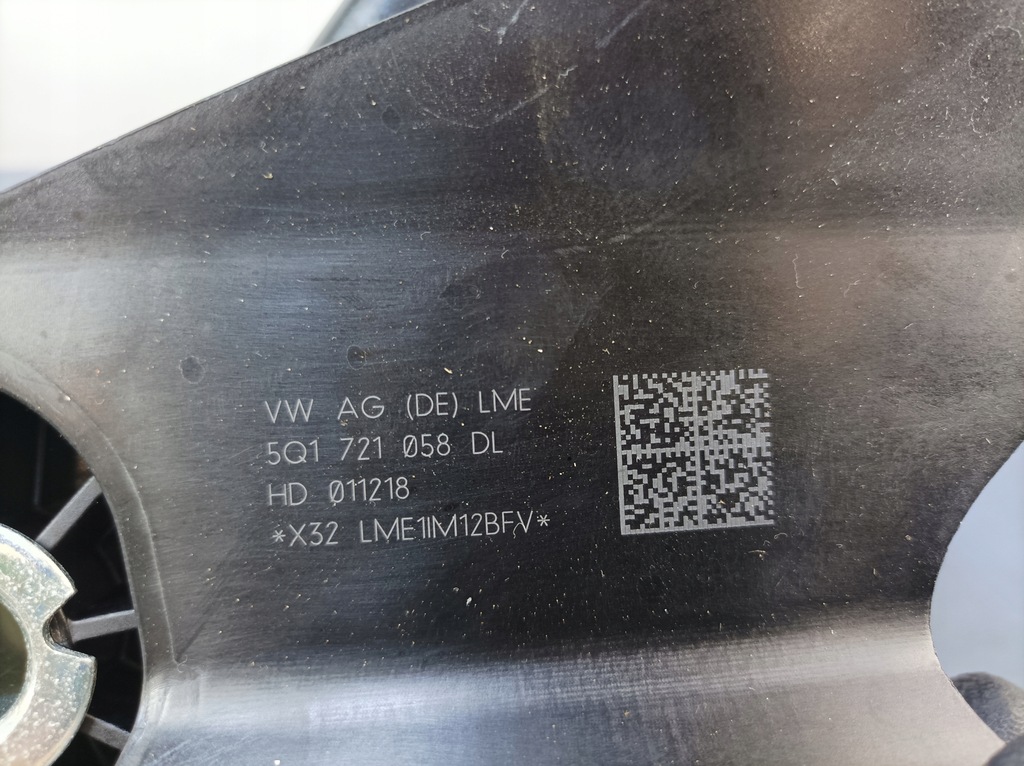 VW AG (DE) LME
5Q1 721 058 DL
HD 011218
*X32 LME1IM12BFV*